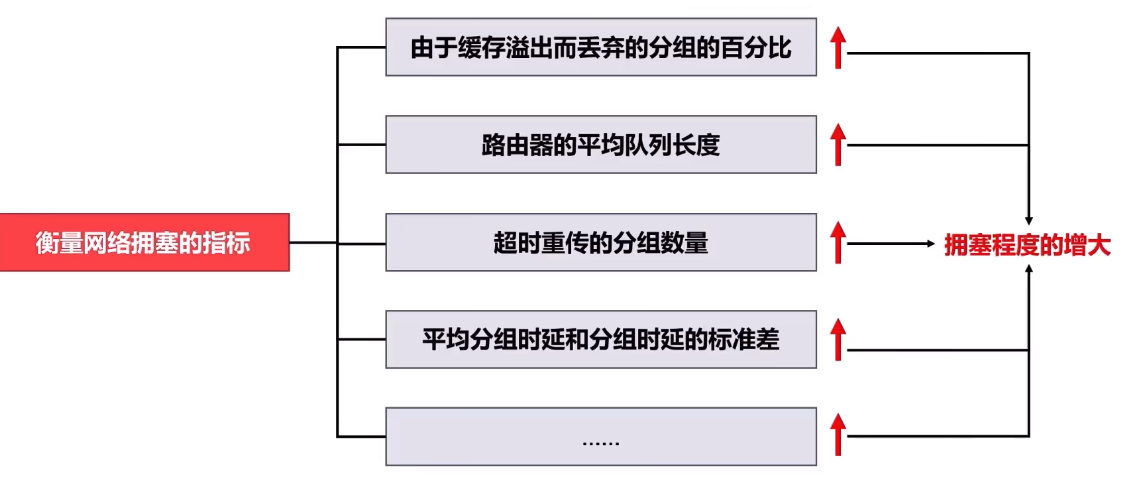 由于缓存溢出而丢弃的分组的百分比
路由器的平均队列长度
衡量网络拥塞的指标
超时重传的分组数量
拥塞程度的增大
平均分组时延和分组时延的标准差
……